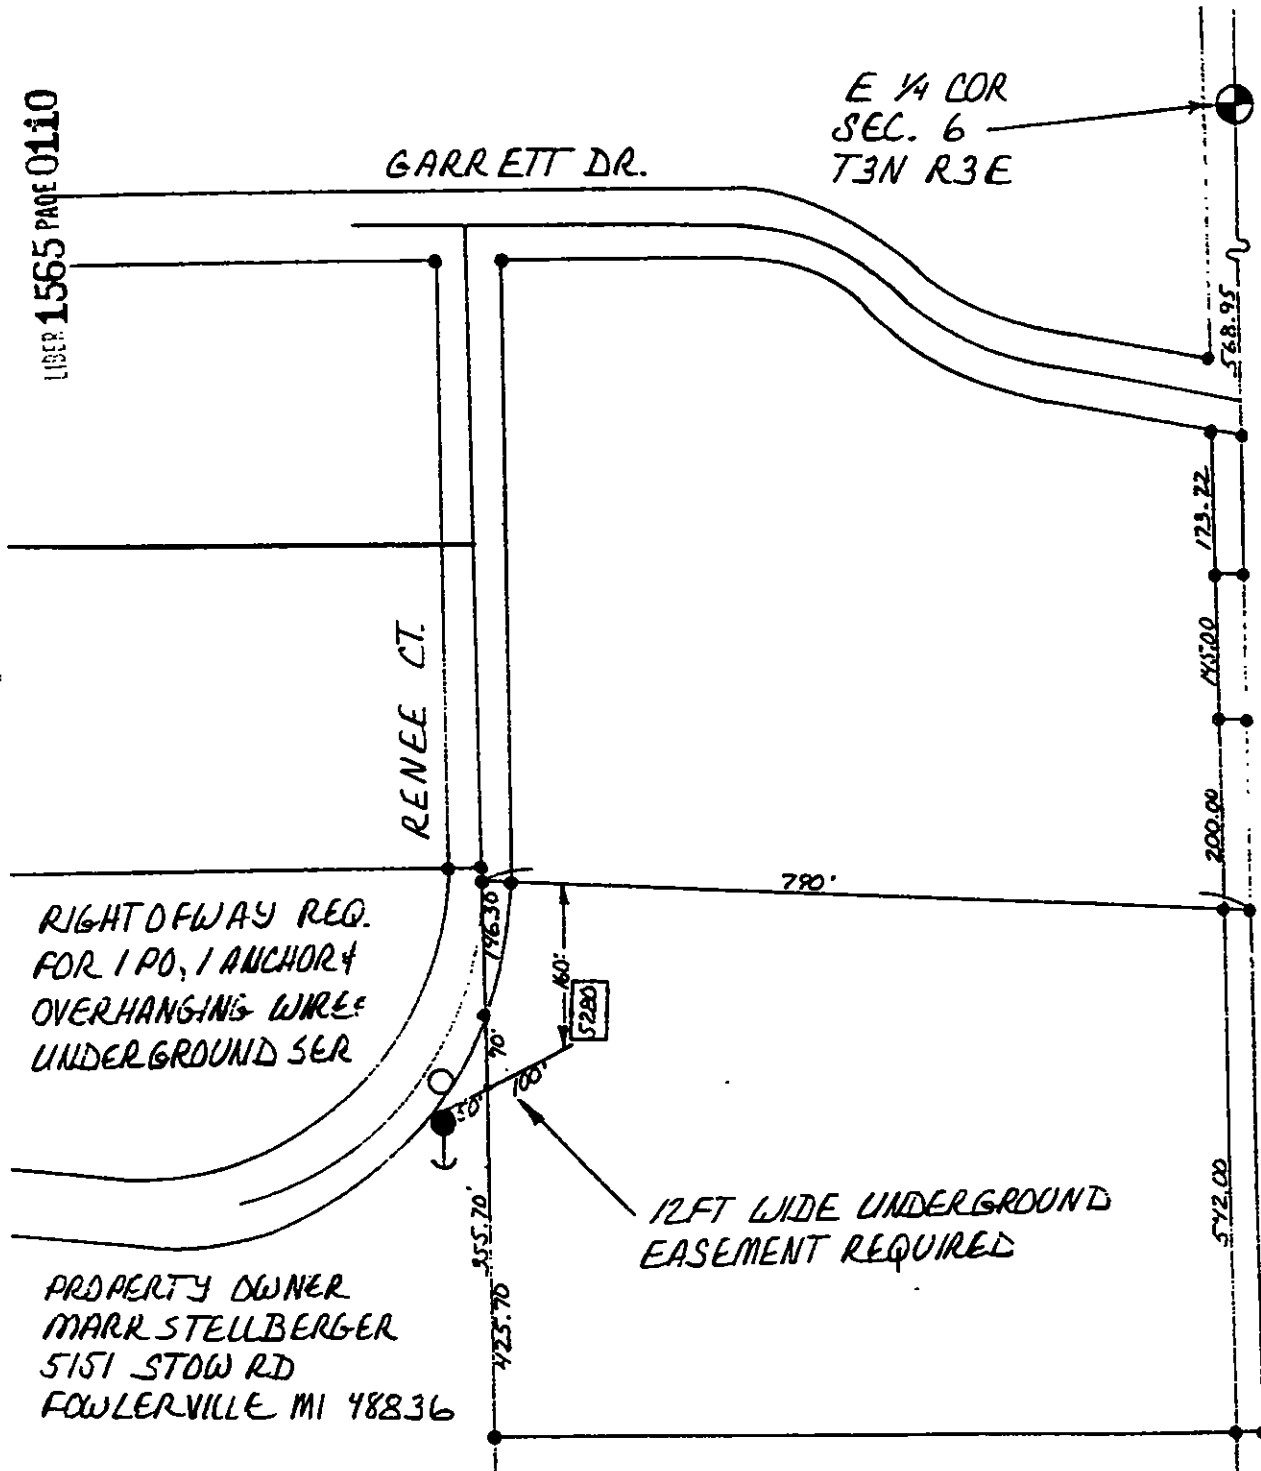 LIBER 1565 PAGE 0110
E 1/4 COR
SEC. 6
T3N R3E
GARRETT DR.
568.95
173.22
145.00
RENEE CT.
200.00
790'
RIGHT OF WAY REQ.
FOR 1 PO, 1 ANCHOR &
OVERHANGING WIRE &
UNDERGROUND SER
196.30
160'
5280
70'
100'
50'
12FT WIDE UNDERGROUND
EASEMENT REQUIRED
542.00
355.70'
425.70
PROPERTY OWNER
MARK STELLBERGER
5151 STOW RD
FOWLERVILLE MI 48836